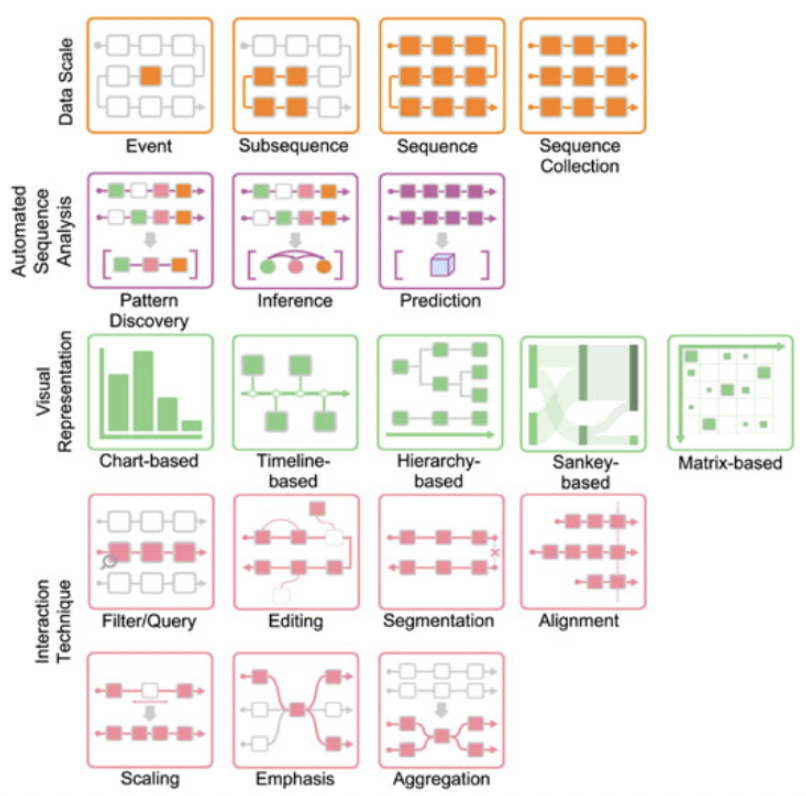 Data Scale
Event
Subsequence
Sequence
Sequence
Collection
Automated
Sequence
Analysis
Pattern
Discovery
Inference
Prediction
Visual
Representation
Chart-based
Timeline-
based
Hierarchy-
based
Sankey-
based
Matrix-based
Interaction
Technique
Filter/Query
Editing
Segmentation
Alignment
Scaling
Emphasis
Aggregation